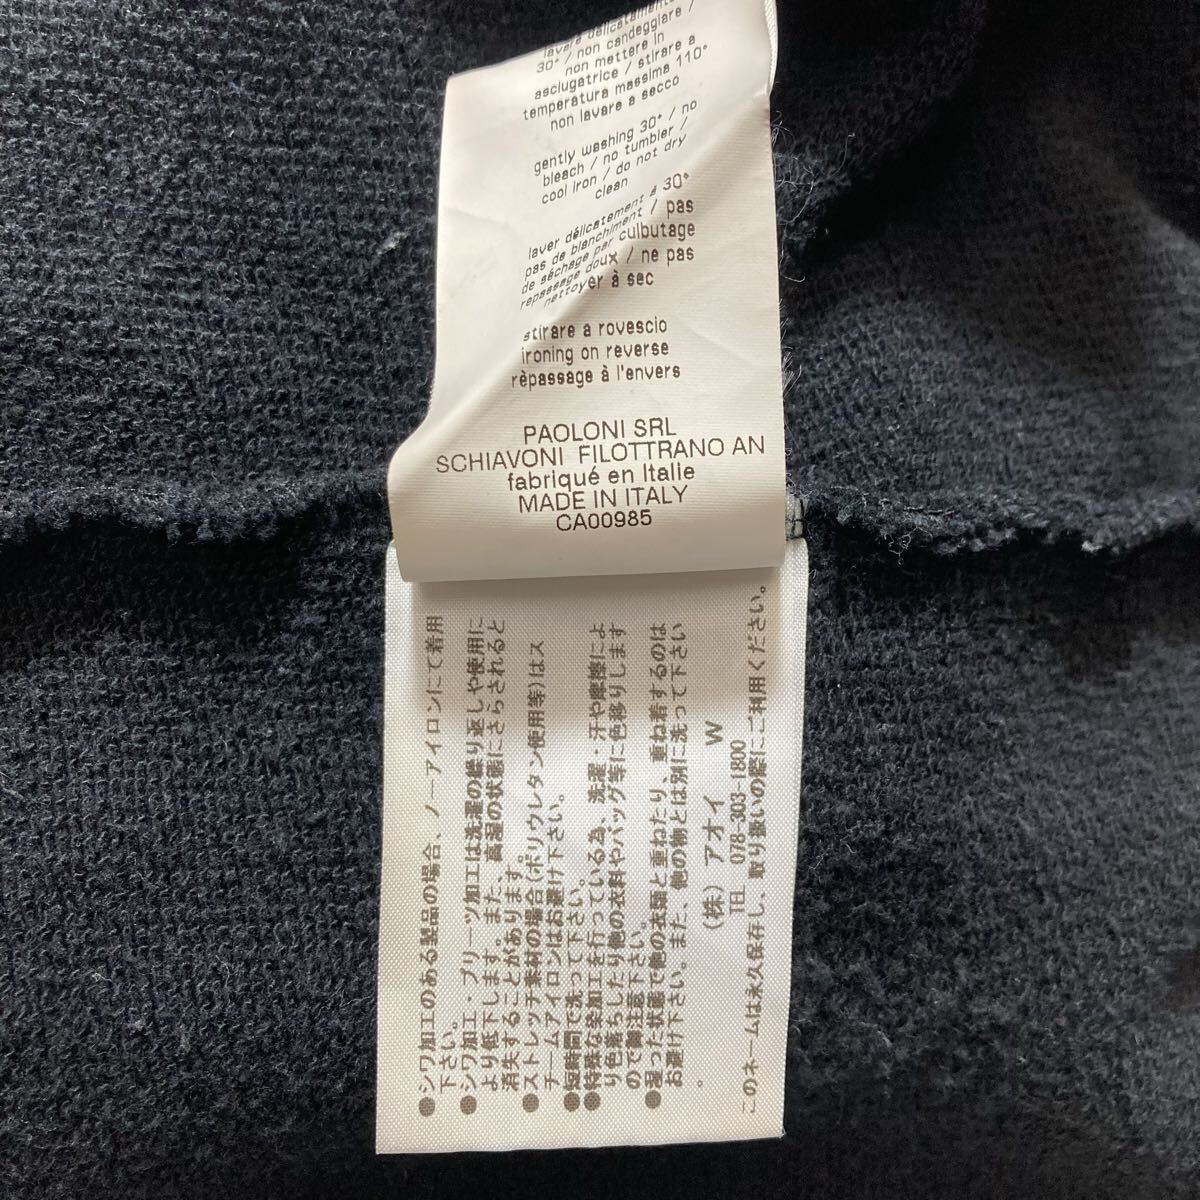 lavare delicatamente
30° / non candeggiare /
non mettere in
asciugatrice / stirare a
temperatura massima 110°
non lavare a secco
gently washing 30° / no
bleach / no tumbler /
cool iron / do not dry
clean
laver délicatement à 30°
pas de blanchiment / pas
de séchage par culbutage
repassage doux / ne pas
nettoyer à sec
stirare a rovescio
ironing on reverse
rèpassage à l'envers
PAOLONI SRL
SCHIAVONI FILOTTRANO AN
fabriqué en Italie
MADE IN ITALY
CA00985
●シワ加工のある製品の場合、ノーアイロンにて着用
下さい。
●シワ加工・プリーツ加工は洗濯の繰り返しや使用に
より低下します。また、高湿の状態にさらされると
消失することがあります。
●ストレッチ素材の場合(ポリウレタン使用等)はス
チームアイロンはお避け下さい。
●短時間で洗って下さい。
●特殊な染加工を行っている為、洗濯・汗や摩擦によ
り色落ちしたり他の衣料やバッグ等に色移りします
ので御注意下さい。
●湿った状態で他の衣類と重ねたり、重ね着するのは
お避け下さい。また、他の物とは別に洗って下さい
。
(株) アオイ W
TEL 078-303-1800
このネームは永久保存し、取り扱いの際にご利用ください。